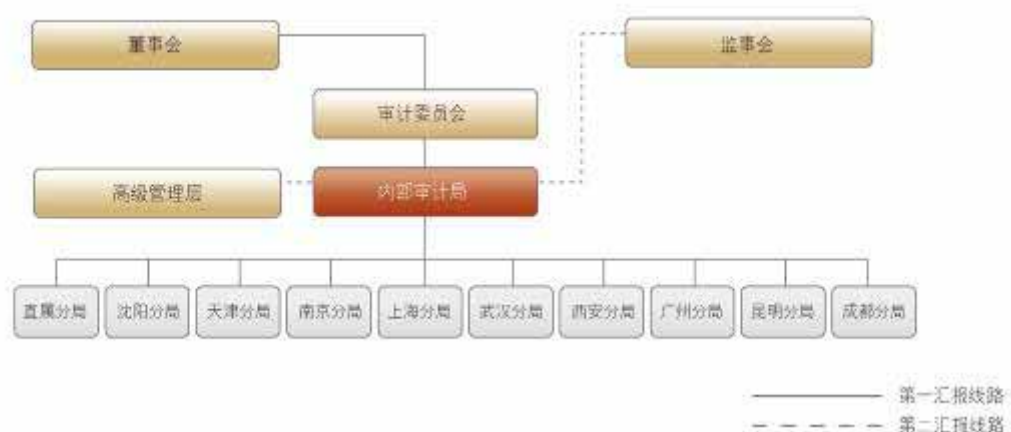 董事会
监事会
审计委员会
高级管理层
内部审计局
直属分局
沈阳分局
天津分局
南京分局
上海分局
武汉分局
西安分局
广州分局
昆明分局
成都分局
第一汇报线路
第二汇报线路